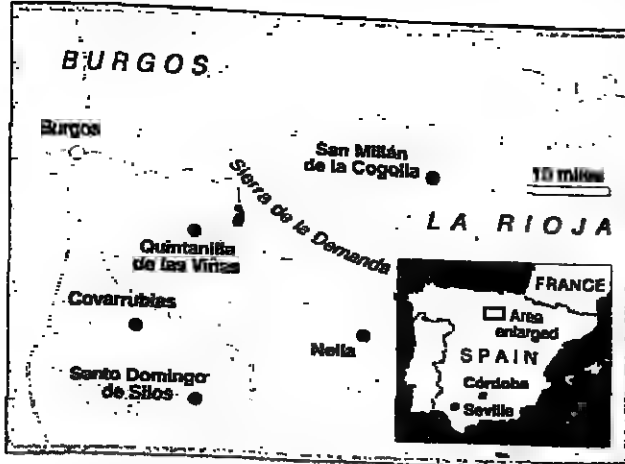 BURGOS
Burgos
San Millán
de la Cogolla
10 miles
Sierra de la Demanda
LA RIOJA
Quintanilla
de las Viñas
Covarrubias
Neila
Santo Domingo
de Silos
FRANCE
Area
enlarged
SPAIN
Córdoba
Seville